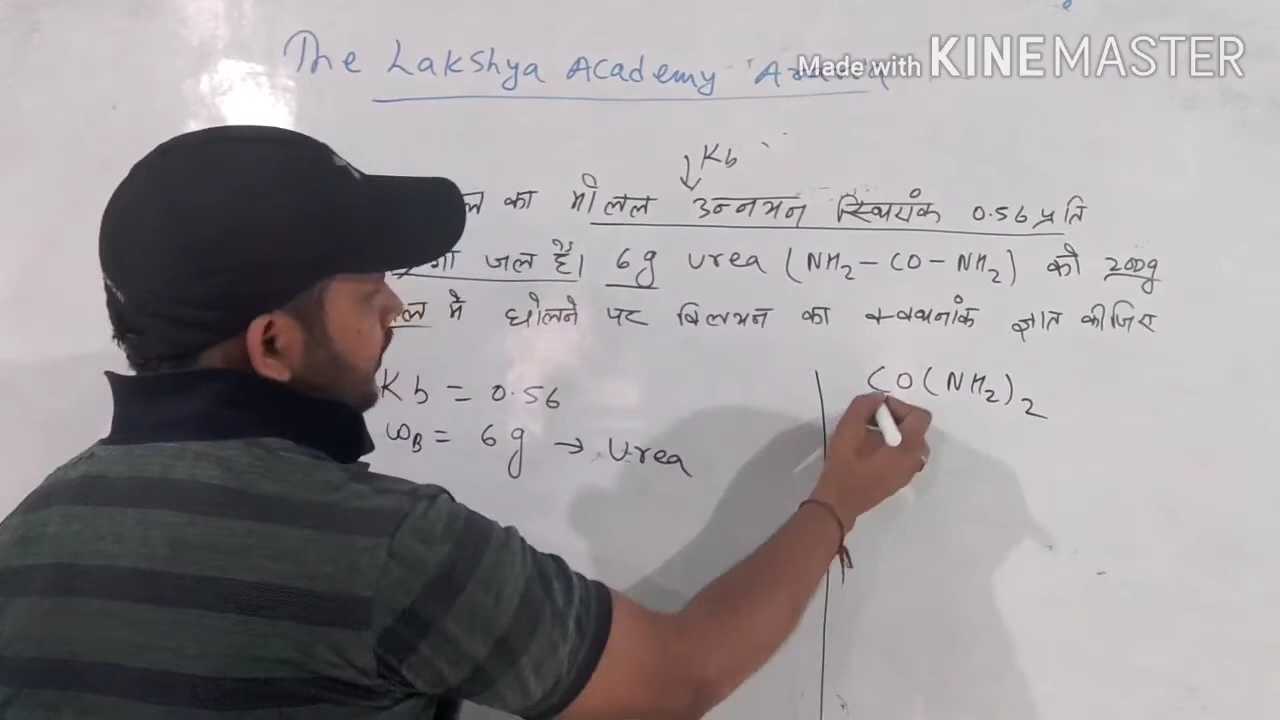 The Lakshya Academy
Made with KINEMASTER
Kb
का मोलल उन्नयन स्थिरांक 0.56 प्रति
जल है। 6g urea (NH2-CO-NH2) को 200g
में घोलने पर विलयन का क्वथनांक ज्ञात कीजिए
Kb = 0.56
CO(NH2)2
WB = 6g → Urea